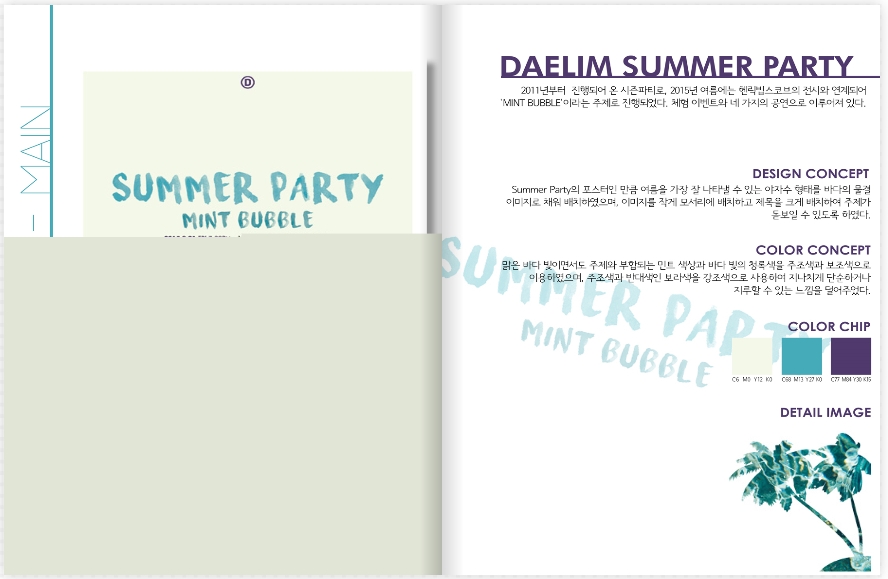 MAIN
D
SUMMER PARTY
MINT BUBBLE
DAELIM SUMMER PARTY
2011년부터 진행되어 온 시즌파티로, 2015년 여름에는 헨릭빕스코브의 전시와 연계되어
'MINT BUBBLE'이라는 주제로 진행되었다. 체험 이벤트와 네 가지의 공연으로 이루어져 있다.
DESIGN CONCEPT
Summer Party의 포스터인 만큼 여름을 가장 잘 나타낼 수 있는 야자수 형태를 바다의 물결
이미지로 채워 배치하였으며, 이미지를 작게 모서리에 배치하고 제목을 크게 배치하여 주제가
돋보일 수 있도록 하였다.
COLOR CONCEPT
맑은 바다 빛이면서도 주제와 부합되는 민트 색상과 바다 빛의 청록색을 주조색과 보조색으로
이용하였으며, 주조색과 반대색인 보라색을 강조색으로 사용하여 지나치게 단순하거나
지루할 수 있는 느낌을 덜어주었다.
SUMMER PARTY
MINT BUBBLE
COLOR CHIP
C6 M0 Y12 K0
C68 M13 Y27 K0
C77 M84 Y30 K15
DETAIL IMAGE